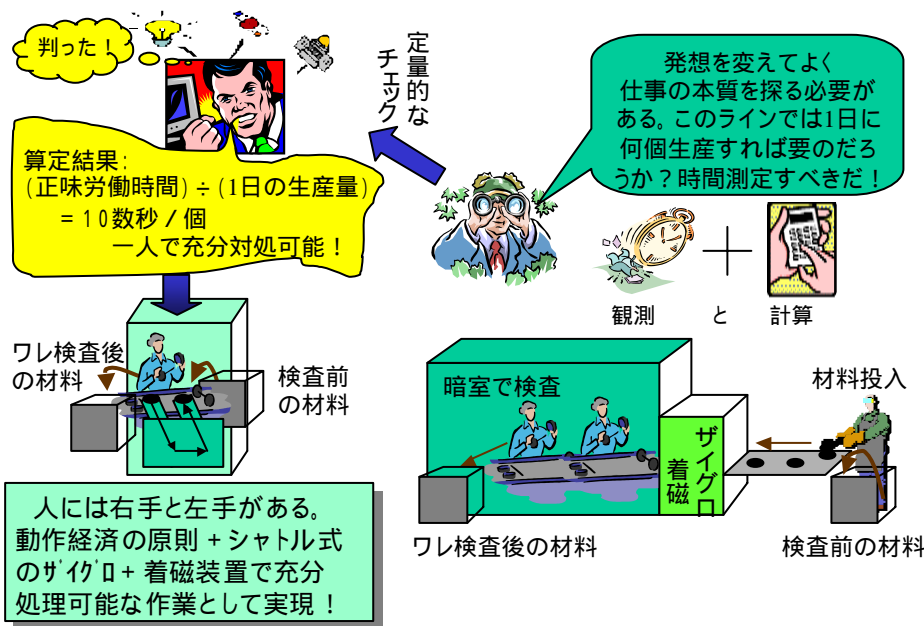 判った！
定量的な
チェック
発想を変えてよく
仕事の本質を探る必要が
ある。このラインでは1日に
何個生産すれば要のだろ
うか？時間測定すべきだ！
算定結果：
(正味労働時間) ÷ (1日の生産量)
= 10数秒 / 個
一人で充分対処可能！
観測 と 計算
ワレ検査後
の材料
検査前
の材料
暗室で検査
ザイグロ
着磁
材料投入
ワレ検査後の材料
検査前の材料
人には右手と左手がある。
動作経済の原則 + シャトル式
のｻﾞｲｸﾞﾛ + 着磁装置で充分
処理可能な作業として実現！